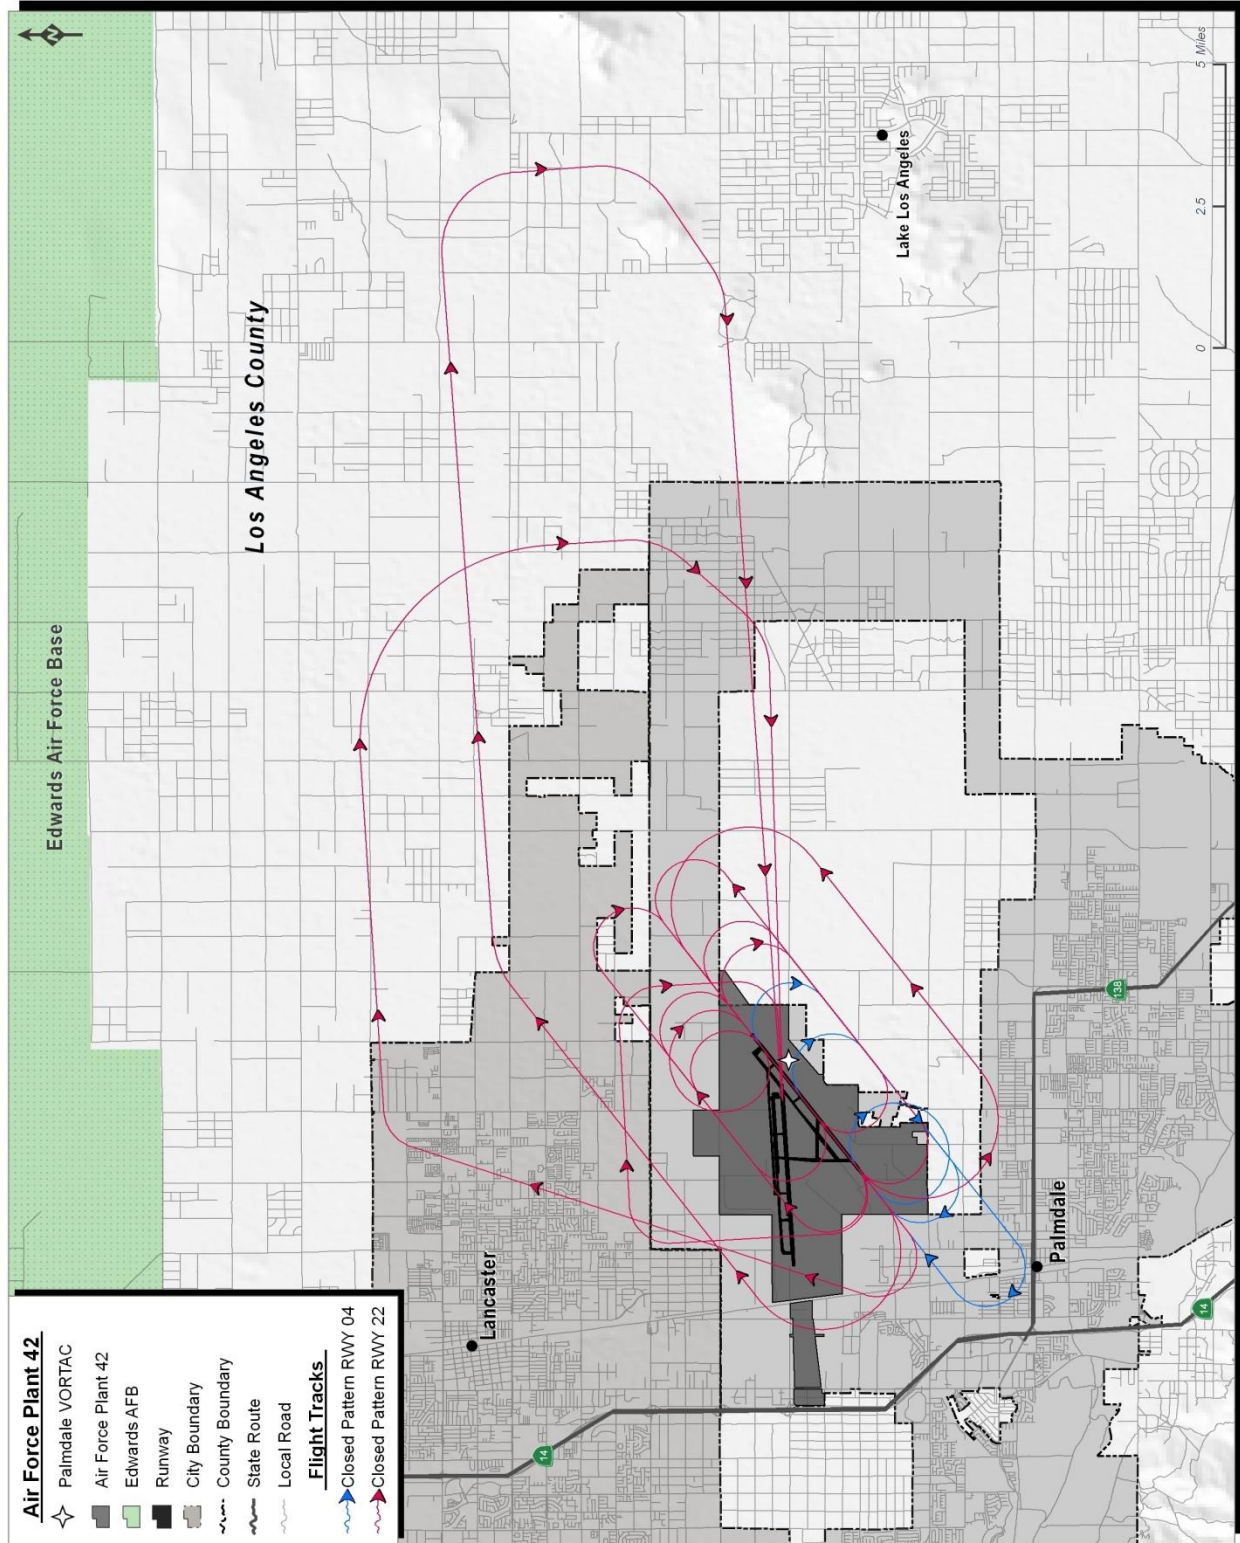 Air Force Plant 42
Palmdale VORTAC
Air Force Plant 42
Edwards AFB
Runway
City Boundary
County Boundary
State Route
Local Road
Flight Tracks
Closed Pattern RWY 04
Closed Pattern RWY 22
Edwards Air Force Base
N
Los Angeles County
Lancaster
14
Palmdale
138
14
Lake Los Angeles
0 2.5 5 Miles